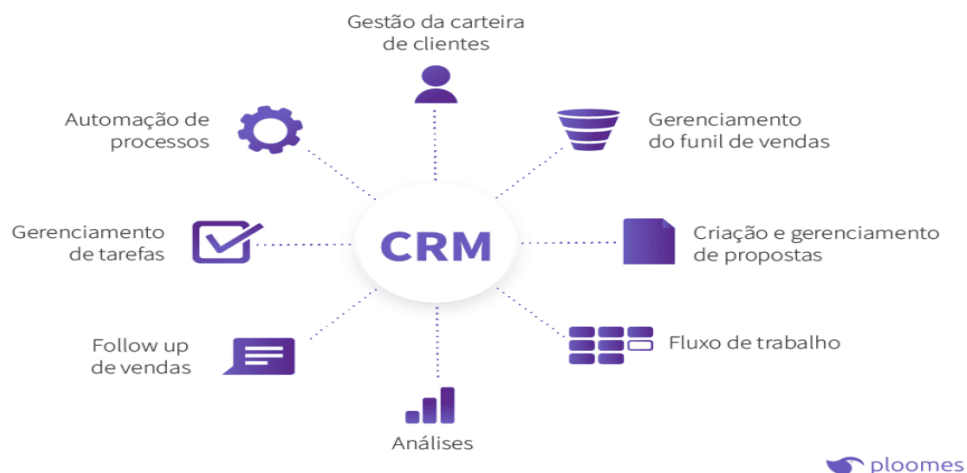 Gestão da carteira
de clientes
Automação de
processos
Gerenciamento
do funil de vendas
Gerenciamento
de tarefas
CRM
Criação e gerenciamento
de propostas
Follow up
de vendas
Fluxo de trabalho
Análises
ploomes